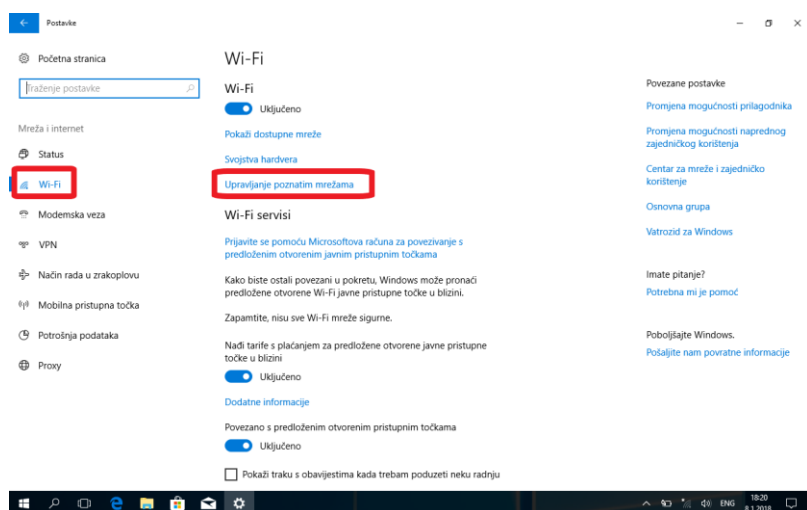 Postavke
Početna stranica
Traženje postavke
Mreža i internet
Status
Wi-Fi
Modemska veza
VPN
Način rada u zrakoplovu
Mobilna pristupna točka
Potrošnja podataka
Proxy
Wi-Fi
Wi-Fi
Uključeno
Pokaži dostupne mreže
Svojstva hardvera
Upravljanje poznatim mrežama
Wi-Fi servisi
Prijavite se pomoću Microsoftova računa za povezivanje s
predloženim otvorenim javnim pristupnim točkama
Kako biste ostali povezani u pokretu, Windows može pronaći
predložene otvorene Wi-Fi javne pristupne točke u blizini.
Zapamtite, nisu sve Wi-Fi mreže sigurne.
Nađi tarife s plaćanjem za predložene otvorene javne pristupne
točke u blizini
Uključeno
Dodatne informacije
Povezano s predloženim otvorenim pristupnim točkama
Uključeno
Pokaži traku s obavijestima kada trebam poduzeti neku radnju
Povezane postavke
Promjena mogućnosti prilagodnika
Promjena mogućnosti naprednog
zajedničkog korištenja
Centar za mreže i zajedničko
korištenje
Osnovna grupa
Vatrozid za Windows
Imate pitanje?
Potrebna mi je pomoć
Poboljšajte Windows.
Pošaljite nam povratne informacije
ENG
18:20
8.1.2018.